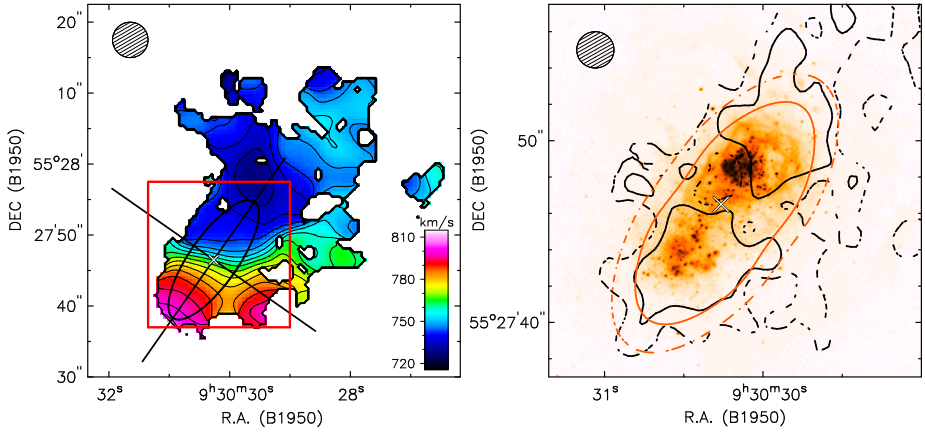 20"
10"
55°28'
27'50"
40"
30"
DEC (B1950)
32ˢ
9ʰ30ᵐ30ˢ
28ˢ
R.A. (B1950)
km/s
810
780
750
720
50"
55°27'40"
DEC (B1950)
31ˢ
9ʰ30ᵐ30ˢ
R.A. (B1950)